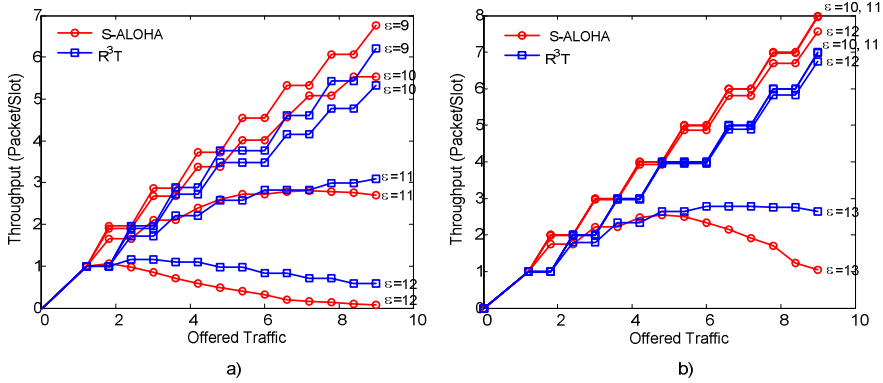 7
6
5
4
3
2
1
0
0
2
4
6
8
10
Throughput (Packet/Slot)
Offered Traffic
S-ALOHA
R³T
ε=9
ε=9
ε=10
ε=10
ε=11
ε=11
ε=12
ε=12
a)
8
7
6
5
4
3
2
1
0
0
2
4
6
8
10
Throughput (Packet/Slot)
Offered Traffic
S-ALOHA
R³T
ε=10, 11
ε=12
ε=10, 11
ε=12
ε=13
ε=13
b)